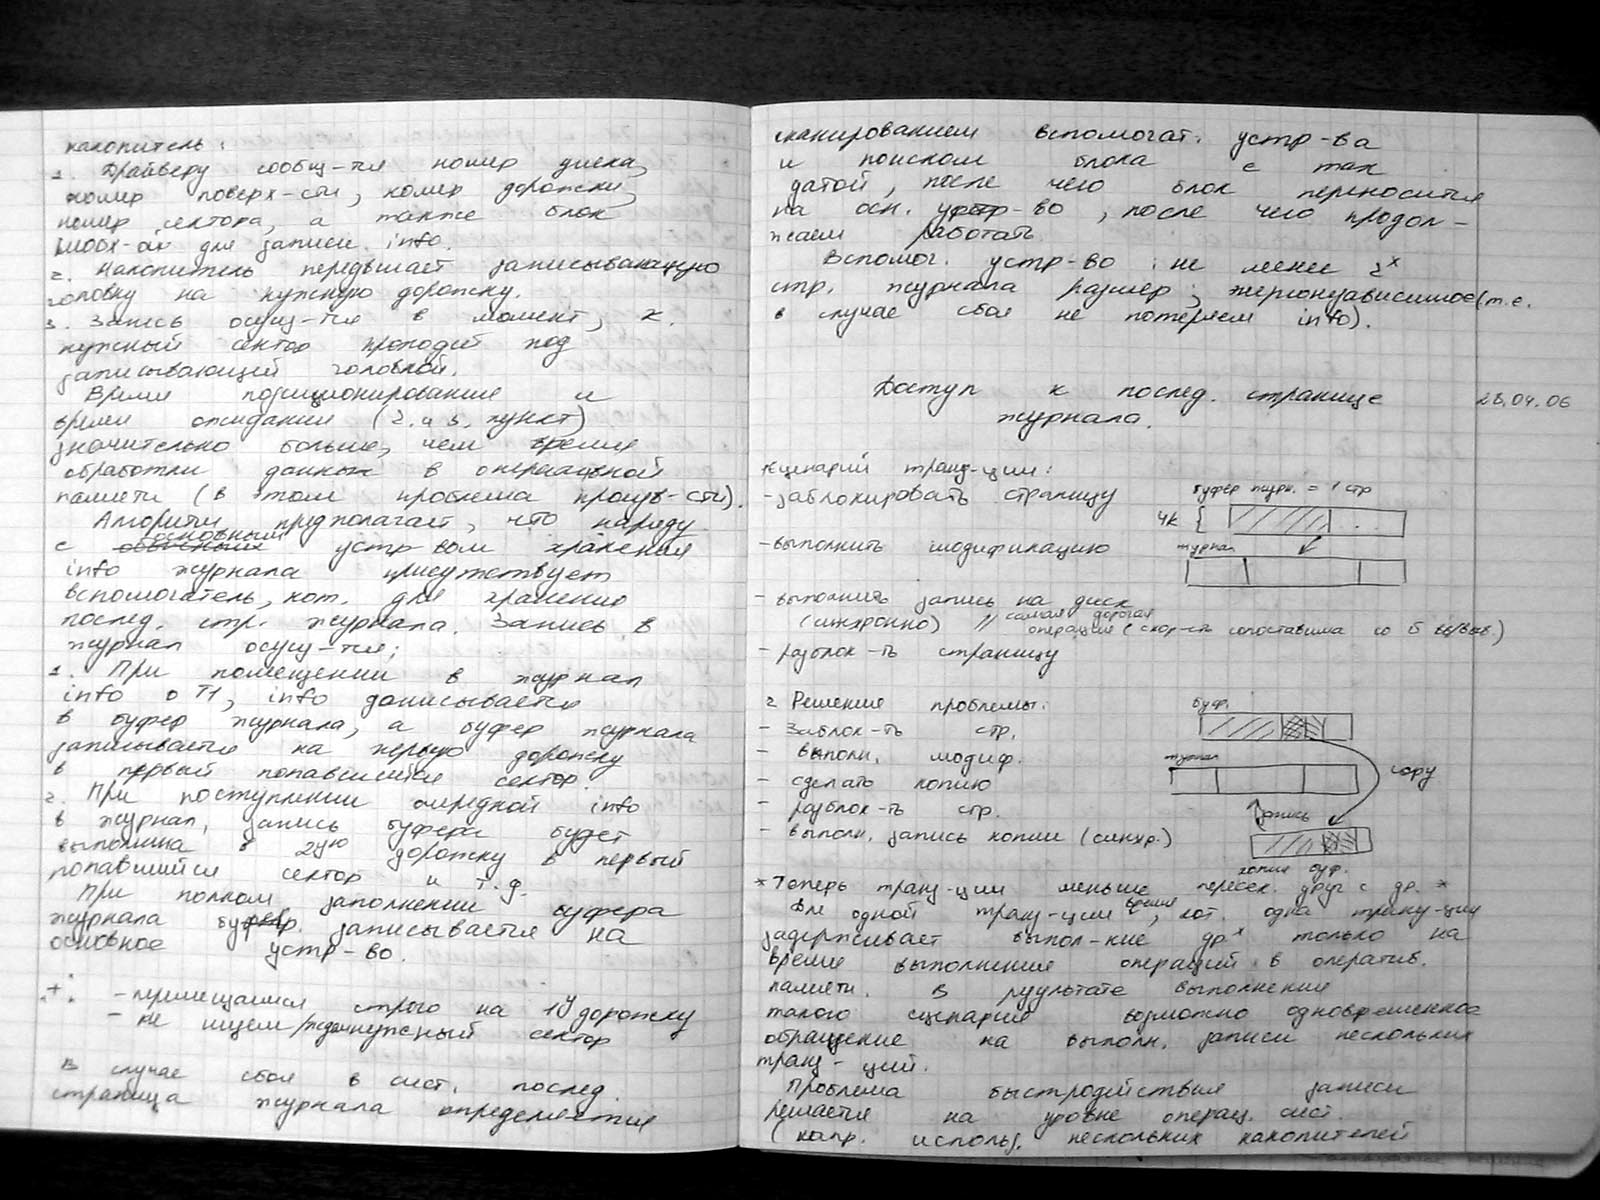 накопитель:
1. Драйверу сообщ-тся номер диска,
номер поверх-сти, номер дорожки,
номер сектора, а также блок
необх-ой для записи info.
2. Накопитель передвигает записывающую
головку на нужную дорожку.
3. Запись осущ-тся в момент, к.
нужный сектор проходит под
записывающей головкой.
Время позиционирования и
время ожидания (2. и 3. пункт)
значительно больше, чем время
обработки данных в оперативной
памяти (в этом проблема произв-сти).
Алгоритм предполагает, что наряду
с основным устр-вом хранения
info журнала присутствует
вспомогатель, кот. для хранения
послед. стр. журнала. Запись в
журнал осущ-тся:
1. При помещении в журнал
info о T1, info дописывается
в буфер журнала, а буфер журнала
записывается на первую дорожку
в первый попавшийся сектор.
2. При поступлении очередной info
в журнал, запись буфера будет
выполнена в 2ую дорожку в первый
попавшийся сектор и т.д.
При полном заполнении буфера
журнала буфер. записывается на
основное устр-во.
"+" - перемещаемся строго на 1у дорожку
- не ищем/ждем нужный сектор
В случае сбоя в сист. послед.
страница журнала определяется
сканированием вспомогат. устр-ва
и поиском блока с max
датой, после чего блок переносится
на осн. устр-во, после чего продол-
жаем работать.
Вспомог. устр-во: не менее 2х
стр. журнала размер; энергонезависимое (т.е.
в случае сбоя не потеряем info).
Доступ к послед. странице
журнала.
28.04.06
Сценарий транз-ции:
- заблокировать страницу
буфер журн. = 1 стр
4К
- выполнить модификацию
журнал
- выполнить запись на диск
(синхронно) // самая дорогая
операция (скор-сть сопоставима со
- разблок-ть страницу
2 Решение проблемы:
буф.
- Заблок-ть стр.
- выполн. модиф.
журнал
- сделать копию
copy
- разблок-ть стр.
запись
- выполн. запись копии (синхр.)
копия буф.
* Теперь транз-ции меньше пересек. друг с др. *
Для одной транз-ции время, кот. одна транз-ция
задерживает выпол-ние др* только на
время выполнения операций в оператив.
памяти. В результате выполнения
такого сценария возможно одновременное
обращение на выполн. записи нескольких
транз-ций.
Проблема быстродействия записи
решается на уровне операц. сист.
(напр. использ. нескольких накопителей